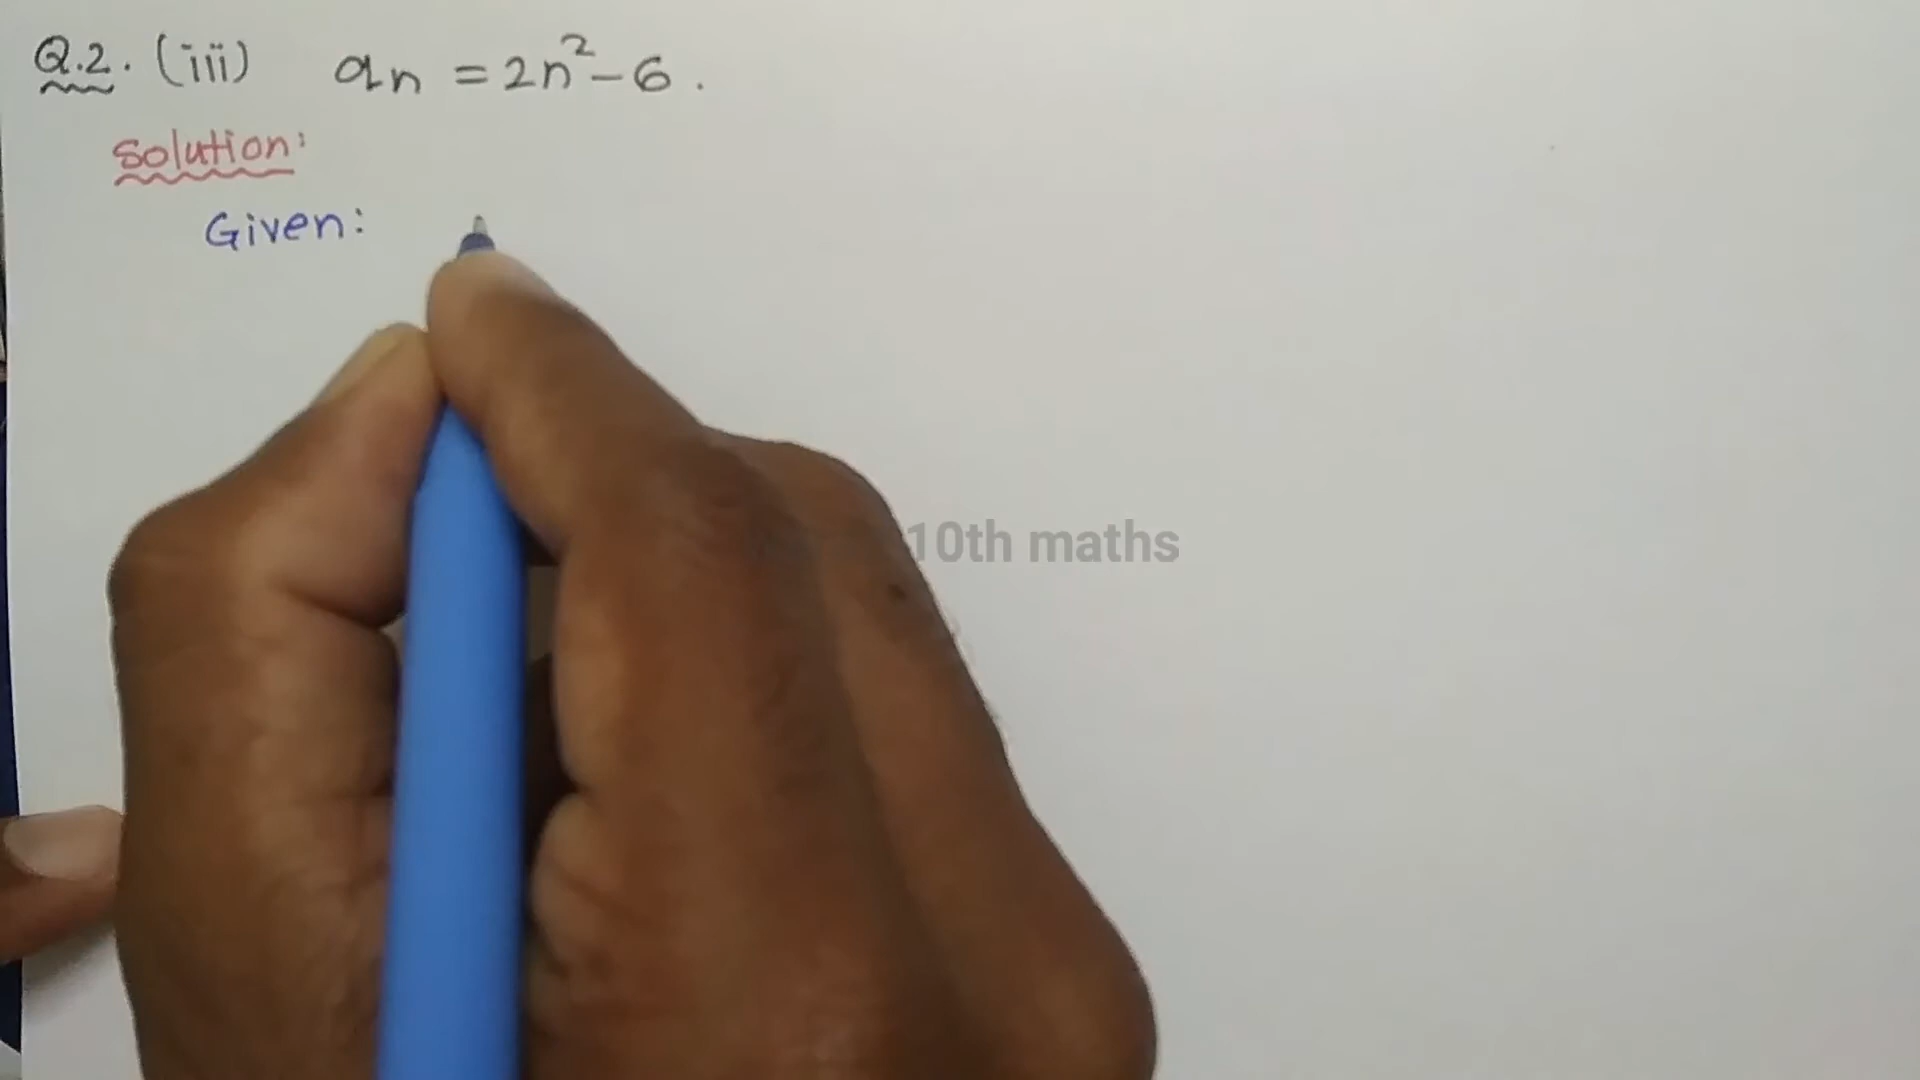 Q.2. (iii) an = 2n² - 6.
Solution:
Given:
10th maths